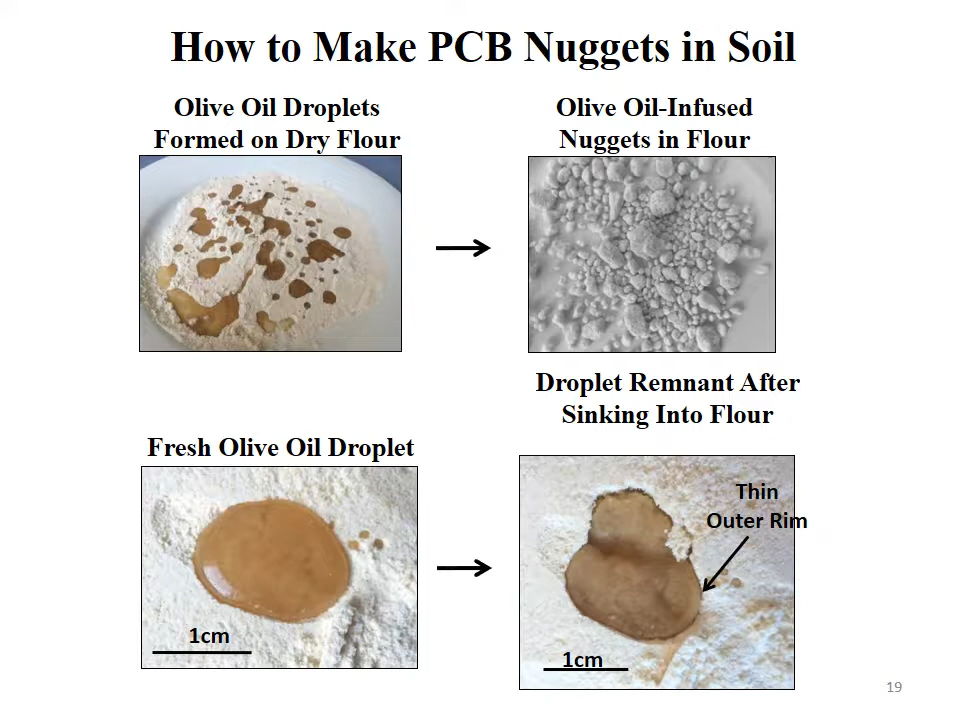 How to Make PCB Nuggets in Soil
Olive Oil Droplets
Formed on Dry Flour
Olive Oil-Infused
Nuggets in Flour
Fresh Olive Oil Droplet
Droplet Remnant After
Sinking Into Flour
1cm
Thin
Outer Rim
1cm
19